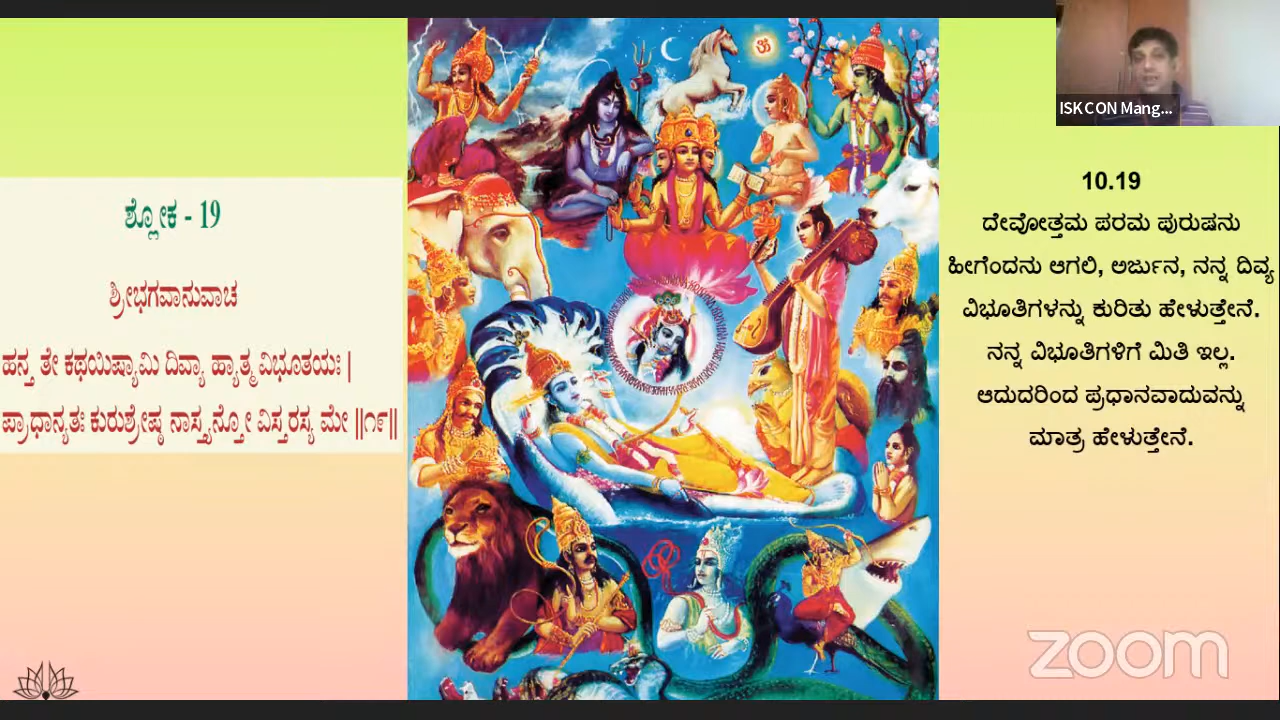 ಶ್ಲೋಕ - 19
ಶ್ರೀಭಗವಾನುವಾಚ
ಹನ್ತ ತೇ ಕಥಯಿಷ್ಯಾಮಿ ದಿವ್ಯಾ ಹ್ಯಾತ್ಮವಿಭೂತಯಃ |
ಪ್ರಾಧಾನ್ಯತಃ ಕುರುಶ್ರೇಷ್ಠ ನಾಸ್ತ್ಯನ್ತೋ ವಿಸ್ತರಸ್ಯ ಮೇ ||೧೯||
ॐ
ISKCON Mang...
10.19
ದೇವೋತ್ತಮ ಪರಮ ಪುರುಷನು
ಹೀಗೆಂದನು ಆಗಲಿ, ಅರ್ಜುನ, ನನ್ನ ದಿವ್ಯ
ವಿಭೂತಿಗಳನ್ನು ಕುರಿತು ಹೇಳುತ್ತೇನೆ.
ನನ್ನ ವಿಭೂತಿಗಳಿಗೆ ಮಿತಿ ಇಲ್ಲ.
ಆದುದರಿಂದ ಪ್ರಧಾನವಾದುವನ್ನು
ಮಾತ್ರ ಹೇಳುತ್ತೇನೆ.
zoom